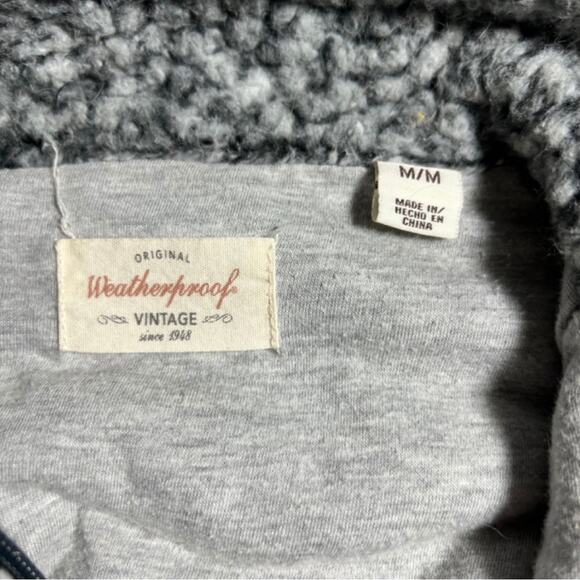 ORIGINAL
Weatherproof®
VINTAGE
since 1948
M/M
MADE IN/
HECHO EN
CHINA